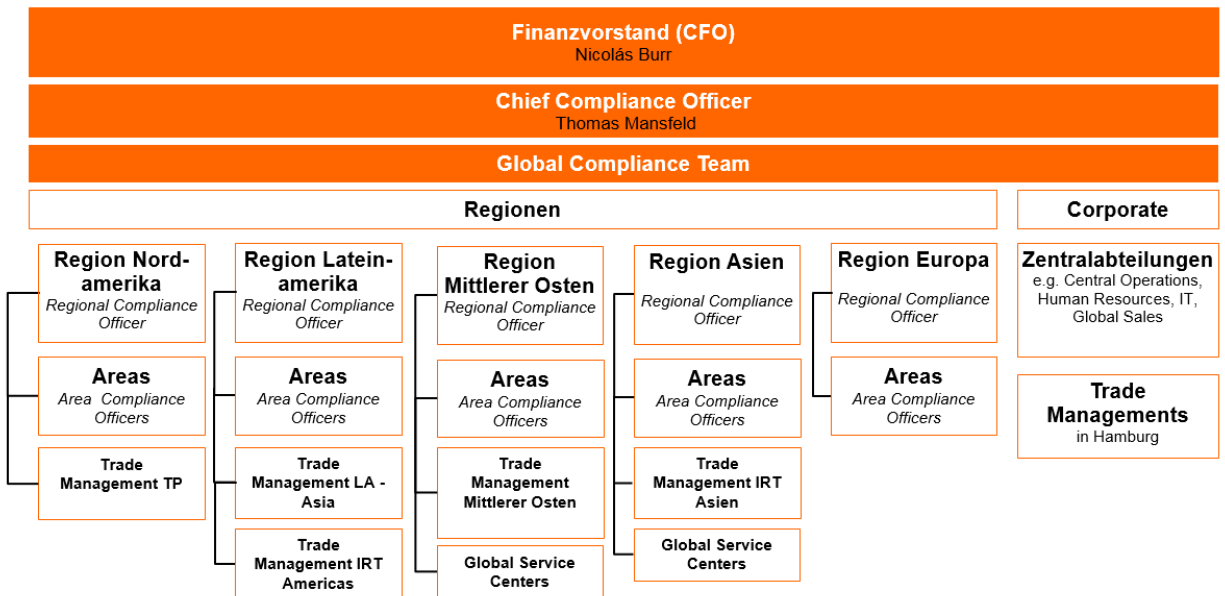 Finanzvorstand (CFO)
Nicolás Burr
Chief Compliance Officer
Thomas Mansfeld
Global Compliance Team
Regionen
Corporate
Region Nord-
amerika
Regional Compliance
Officer
Areas
Area Compliance
Officers
Trade
Management TP
Region Latein-
amerika
Regional Compliance
Officer
Areas
Area Compliance
Officers
Trade
Management LA -
Asia
Trade
Management IRT
Americas
Region
Mittlerer Osten
Regional Compliance
Officer
Areas
Area Compliance
Officers
Trade
Management
Mittlerer Osten
Global Service
Centers
Region Asien
Regional Compliance
Officer
Areas
Area Compliance
Officers
Trade
Management IRT
Asien
Global Service
Centers
Region Europa
Regional Compliance
Officer
Areas
Area Compliance
Officers
Zentralabteilungen
e.g. Central Operations,
Human Resources, IT,
Global Sales
Trade
Managements
in Hamburg